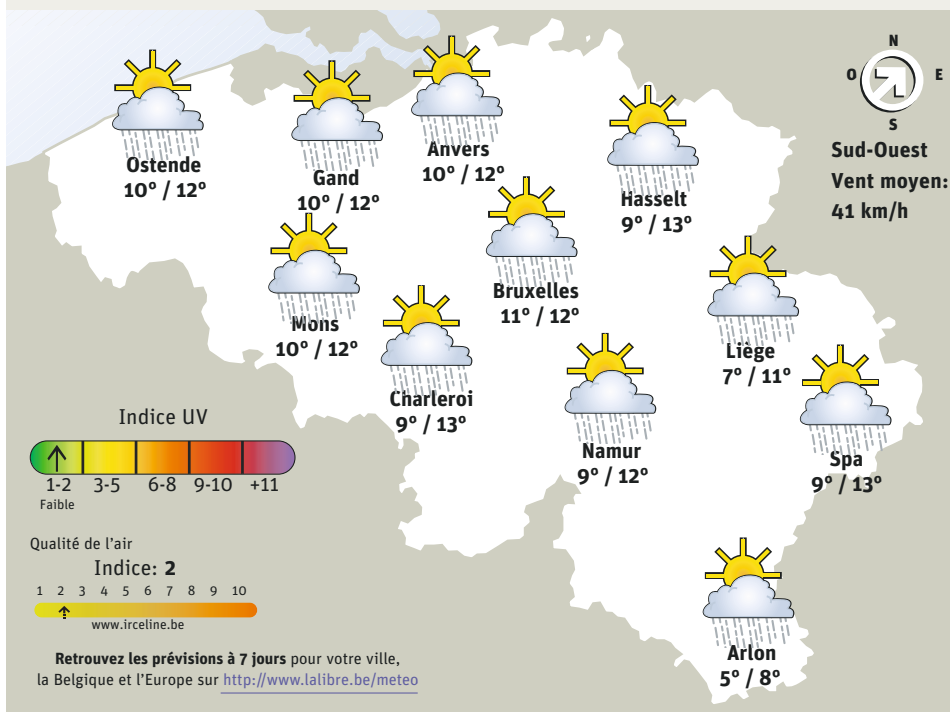 N
O
E
S
Sud-Ouest
Vent moyen:
41 km/h
Ostende
10° / 12°
Gand
10° / 12°
Anvers
10° / 12°
Hasselt
9° / 13°
Mons
10° / 12°
Bruxelles
11° / 12°
Charleroi
9° / 13°
Liège
7° / 11°
Namur
9° / 12°
Spa
9° / 13°
Arlon
5° / 8°
Indice UV
1-2 3-5 6-8 9-10 +11
Faible
Qualité de l'air
Indice: 2
1 2 3 4 5 6 7 8 9 10
www.irceline.be
Retrouvez les prévisions à 7 jours pour votre ville,
la Belgique et l'Europe sur http://www.lalibre.be/meteo